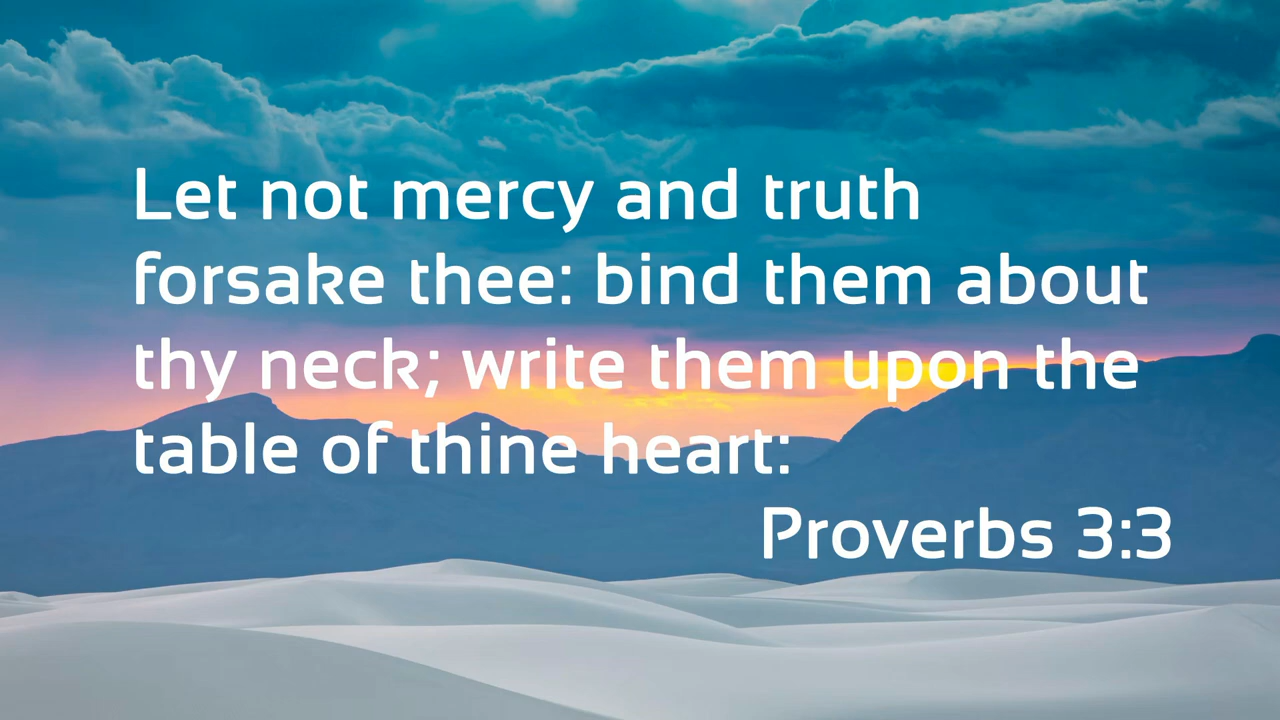 Let not mercy and truth
forsake thee: bind them about
thy neck; write them upon the
table of thine heart:
Proverbs 3:3